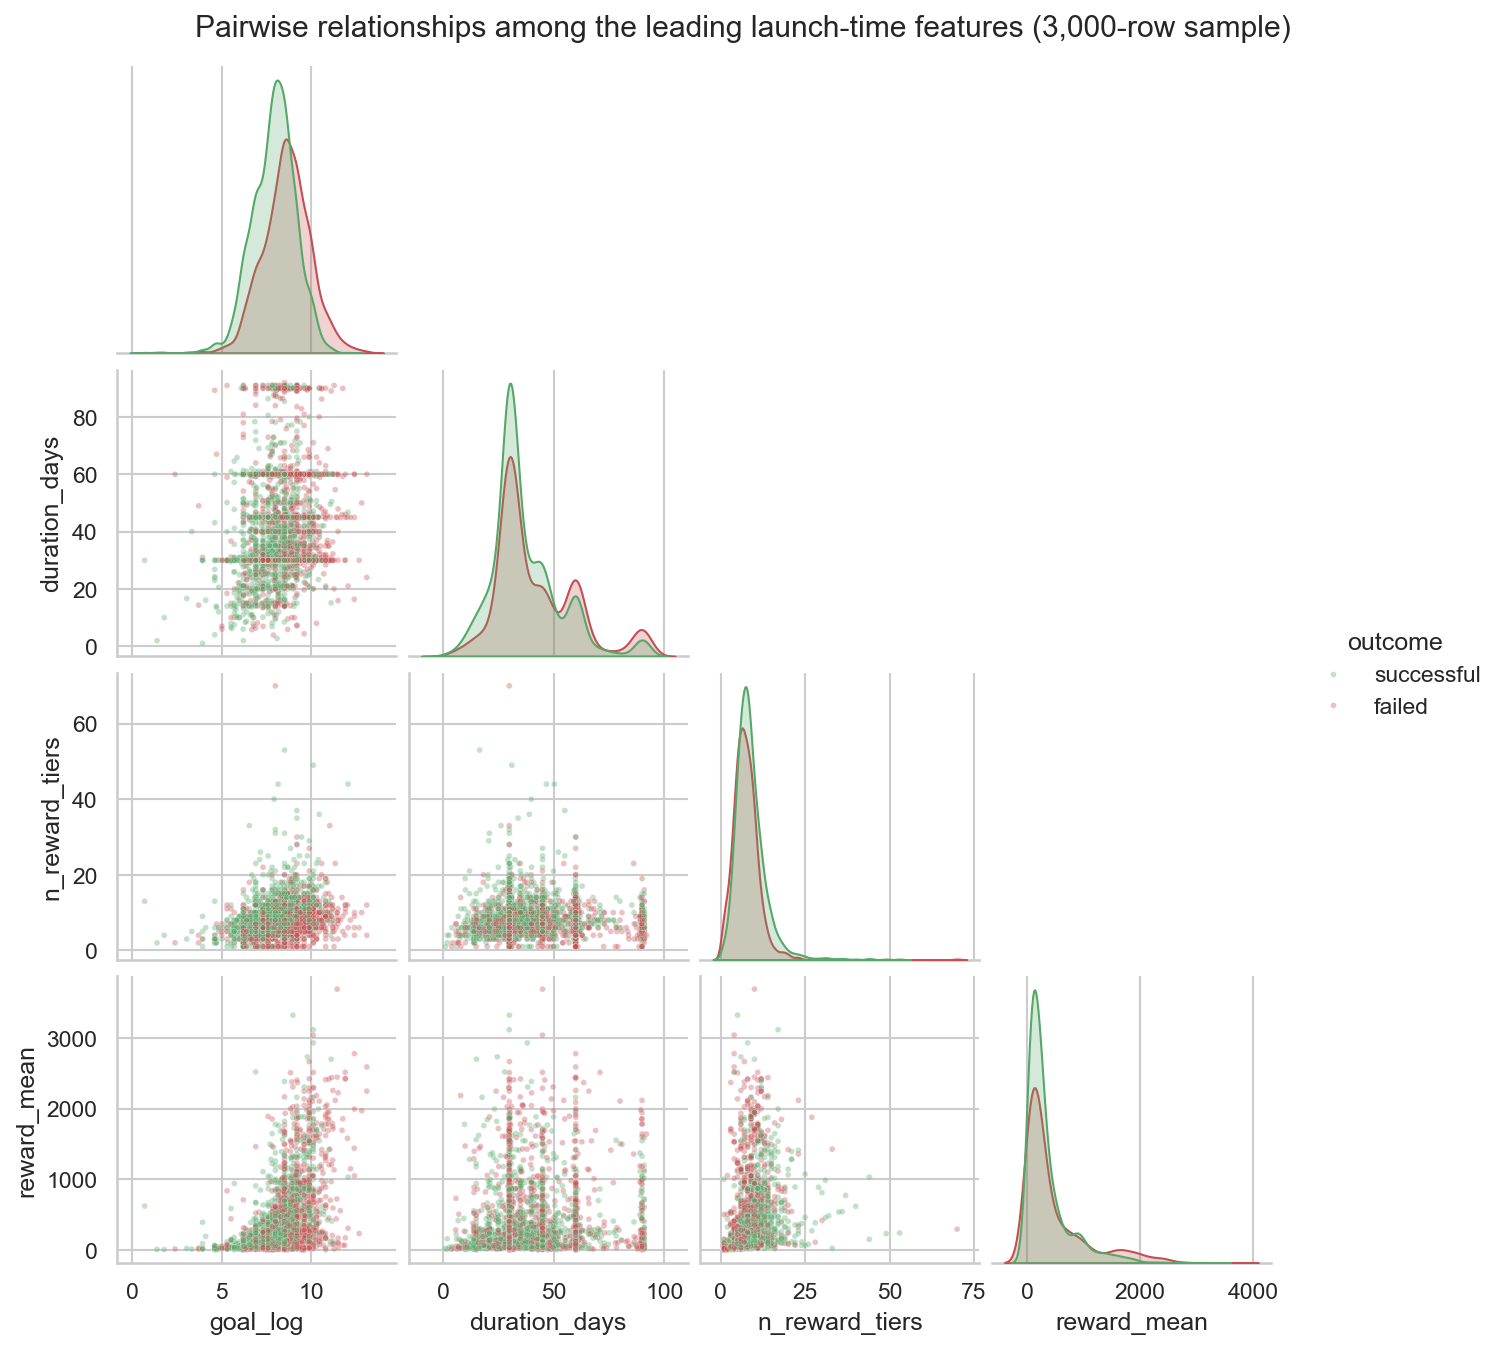 Pairwise relationships among the leading launch-time features (3,000-row sample)
duration_days
80
60
40
20
0
outcome
successful
failed
n_reward_tiers
60
40
20
0
reward_mean
3000
2000
1000
0
0 5 10
0 50 100
0 25 50 75
0 2000 4000
goal_log
duration_days
n_reward_tiers
reward_mean